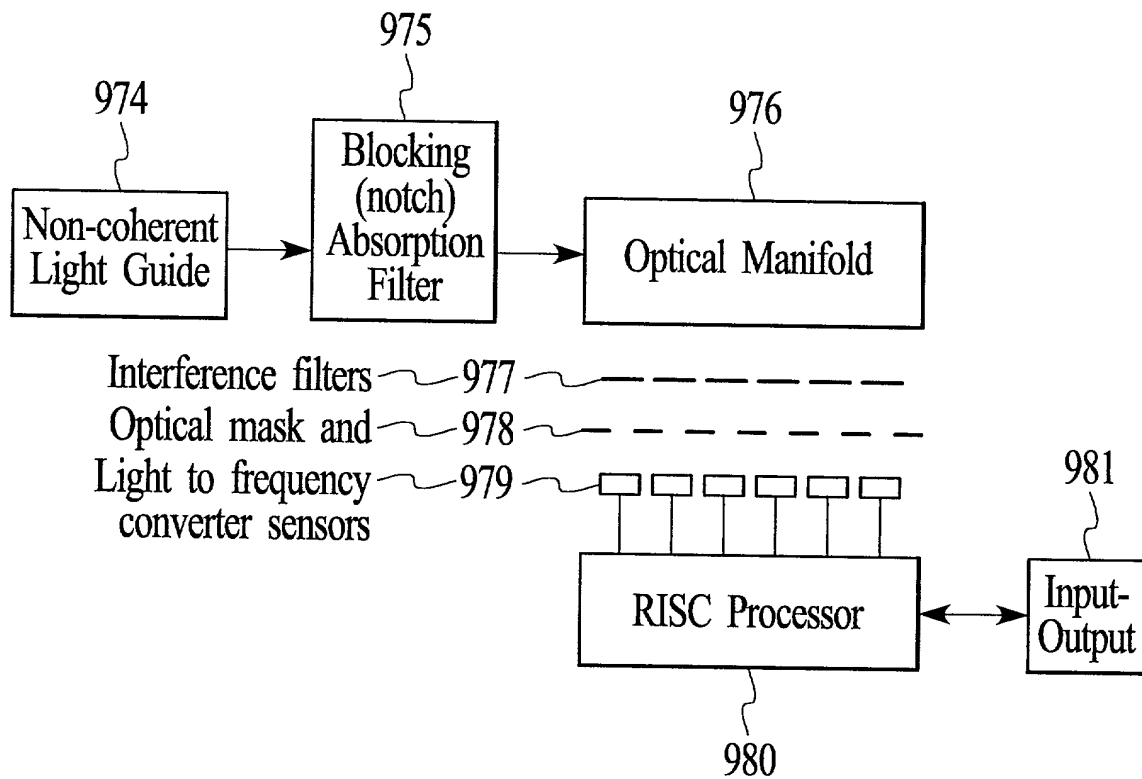 975
974
976
Blocking
(notch)
Absorption
Filter
Non-coherent
Light Guide
Optical Manifold
Interference filters 977
Optical mask and 978
Light to frequency 979
converter sensors
981
RISC Processor
Input-
Output
980